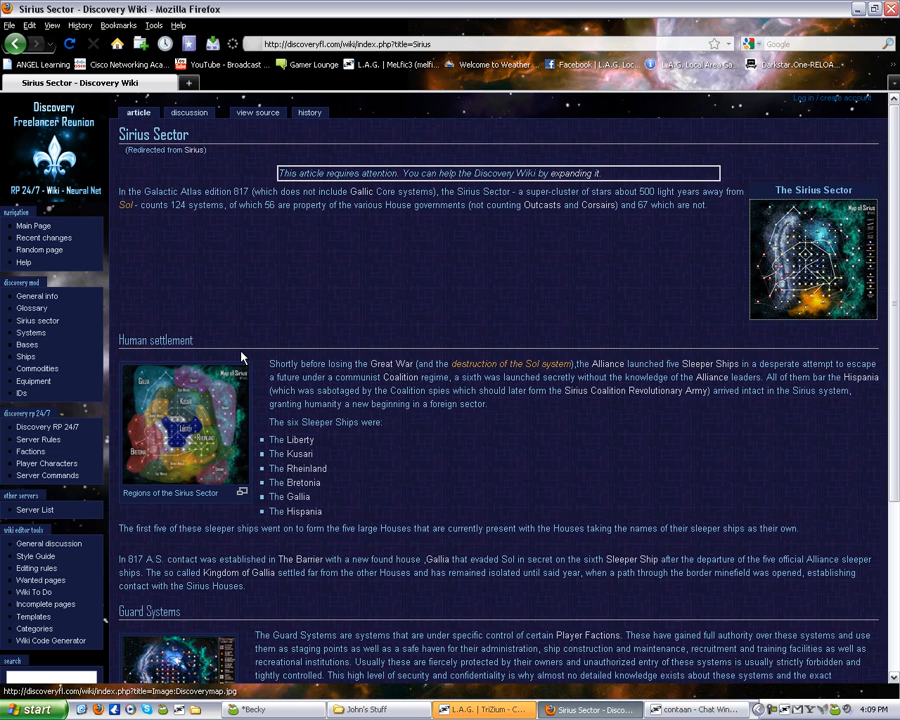 Sirius Sector - Discovery Wiki - Mozilla Firefox
File Edit View History Bookmarks Tools Help
http://discoveryfl.com/wiki/index.php?title=Sirius
Google
ANGEL Learning Cisco Networking Acad... YouTube - Broadcast ... Gamer Lounge L.A.G. | MeLfic3 (melfi... Welcome to Weather ... Facebook | L.A.G. Loc... L.A.G. Local Area Ga... Darkstar.One-RELOA...
Sirius Sector - Discovery Wiki
Log in / create account
Discovery
Freelancer Reunion
RP 24/7 - Wiki - Neural Net
article discussion view source history
Sirius Sector
(Redirected from Sirius)
This article requires attention. You can help the Discovery Wiki by expanding it.
In the Galactic Atlas edition 817 (which does not include Gallic Core systems), the Sirius Sector - a super-cluster of stars about 500 light years away from
Sol - counts 124 systems, of which 56 are property of the various House governments (not counting Outcasts and Corsairs) and 67 which are not.
The Sirius Sector
Map of Sirius
navigation
Main Page
Recent changes
Random page
Help
discovery mod
General info
Glossary
Sirius sector
Systems
Bases
Ships
Commodities
Equipment
IDs
discovery rp 24/7
Discovery RP 24/7
Server Rules
Factions
Player Characters
Server Commands
other servers
Server List
wiki editor tools
General discussion
Style Guide
Editing rules
Wanted pages
Wiki To Do
Incomplete pages
Templates
Categories
Wiki Code Generator
search
Human settlement
Regions of the Sirius Sector
Shortly before losing the Great War (and the destruction of the Sol system),the Alliance launched five Sleeper Ships in a desperate attempt to escape
a future under a communist Coalition regime, a sixth was launched secretly without the knowledge of the Alliance leaders. All of them bar the Hispania
(which was sabotaged by the Coalition spies which should later form the Sirius Coalition Revolutionary Army) arrived intact in the Sirius system,
granting humanity a new beginning in a foreign sector.
The six Sleeper Ships were:
The Liberty
The Kusari
The Rheinland
The Bretonia
The Gallia
The Hispania
The first five of these sleeper ships went on to form the five large Houses that are currently present with the Houses taking the names of their sleeper ships as their own.
In 817 A.S. contact was established in The Barrier with a new found house ,Gallia that evaded Sol in secret on the sixth Sleeper Ship after the departure of the five official Alliance sleeper
ships. The so called Kingdom of Gallia settled far from the other Houses and has remained isolated until said year, when a path through the border minefield was opened, establishing
contact with the Sirius Houses.
Guard Systems
The Guard Systems are systems that are under specific control of certain Player Factions. These have gained full authority over these systems and use
them as staging points as well as a safe haven for their administration, ship construction and maintenance, recruitment and training facilities as well as
recreational institutions. Usually these are fiercely protected by their owners and unauthorized entry of these systems is usually strictly forbidden and
tightly controlled. This high level of security and confidentiality is why almost no detailed knowledge exists about these systems and the exact
http://discoveryfl.com/wiki/index.php?title=Image:Discoverymap.jpg
start *Becky John's Stuff L.A.G. | TriZium - C... Sirius Sector - Disco... contaan - Chat Win... 4:09 PM